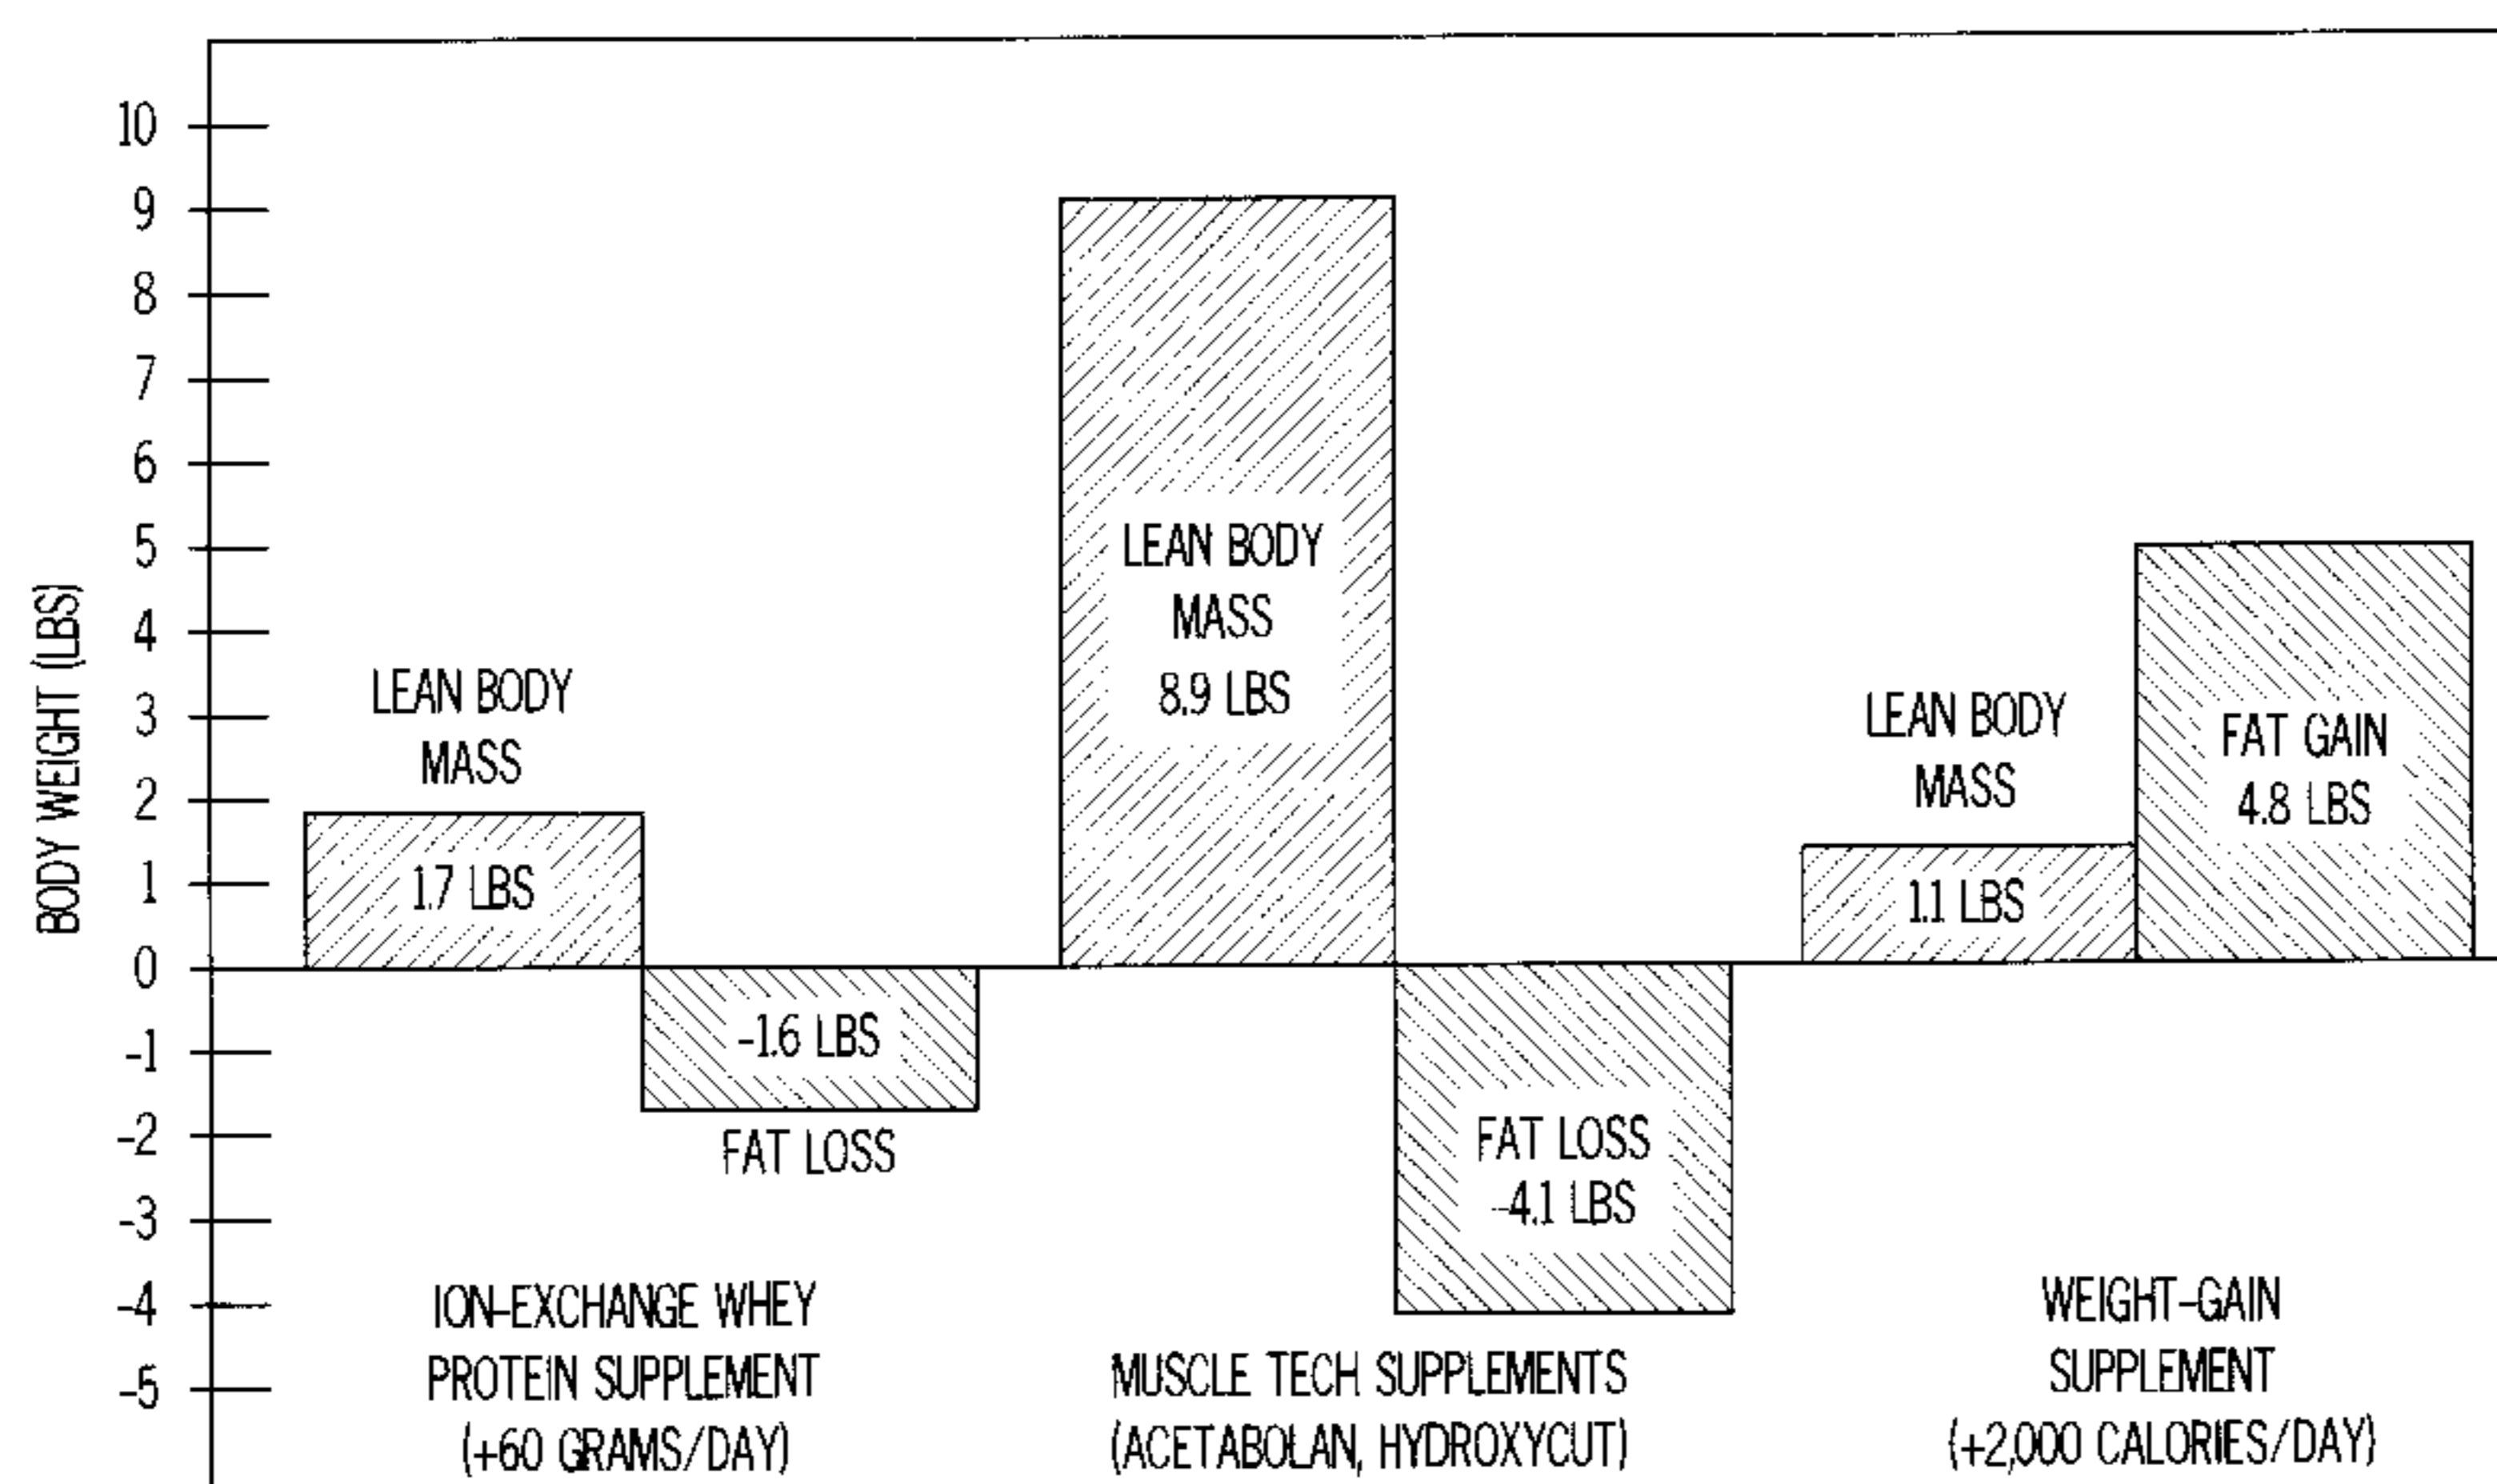 10
9
8
7
6
5
4
3
2
1
0
-1
-2
-3
-4
-5
BODY WEIGHT (LBS)
LEAN BODY
MASS
1.7 LBS
-1.6 LBS
FAT LOSS
ION-EXCHANGE WHEY
PROTEIN SUPPLEMENT
(+60 GRAMS/DAY)
LEAN BODY
MASS
8.9 LBS
FAT LOSS
-4.1 LBS
MUSCLE TECH SUPPLEMENTS
(ACETABOLAN, HYDROXYCUT)
LEAN BODY
MASS
1.1 LBS
FAT GAIN
4.8 LBS
WEIGHT-GAIN
SUPPLEMENT
(+2,000 CALORIES/DAY)